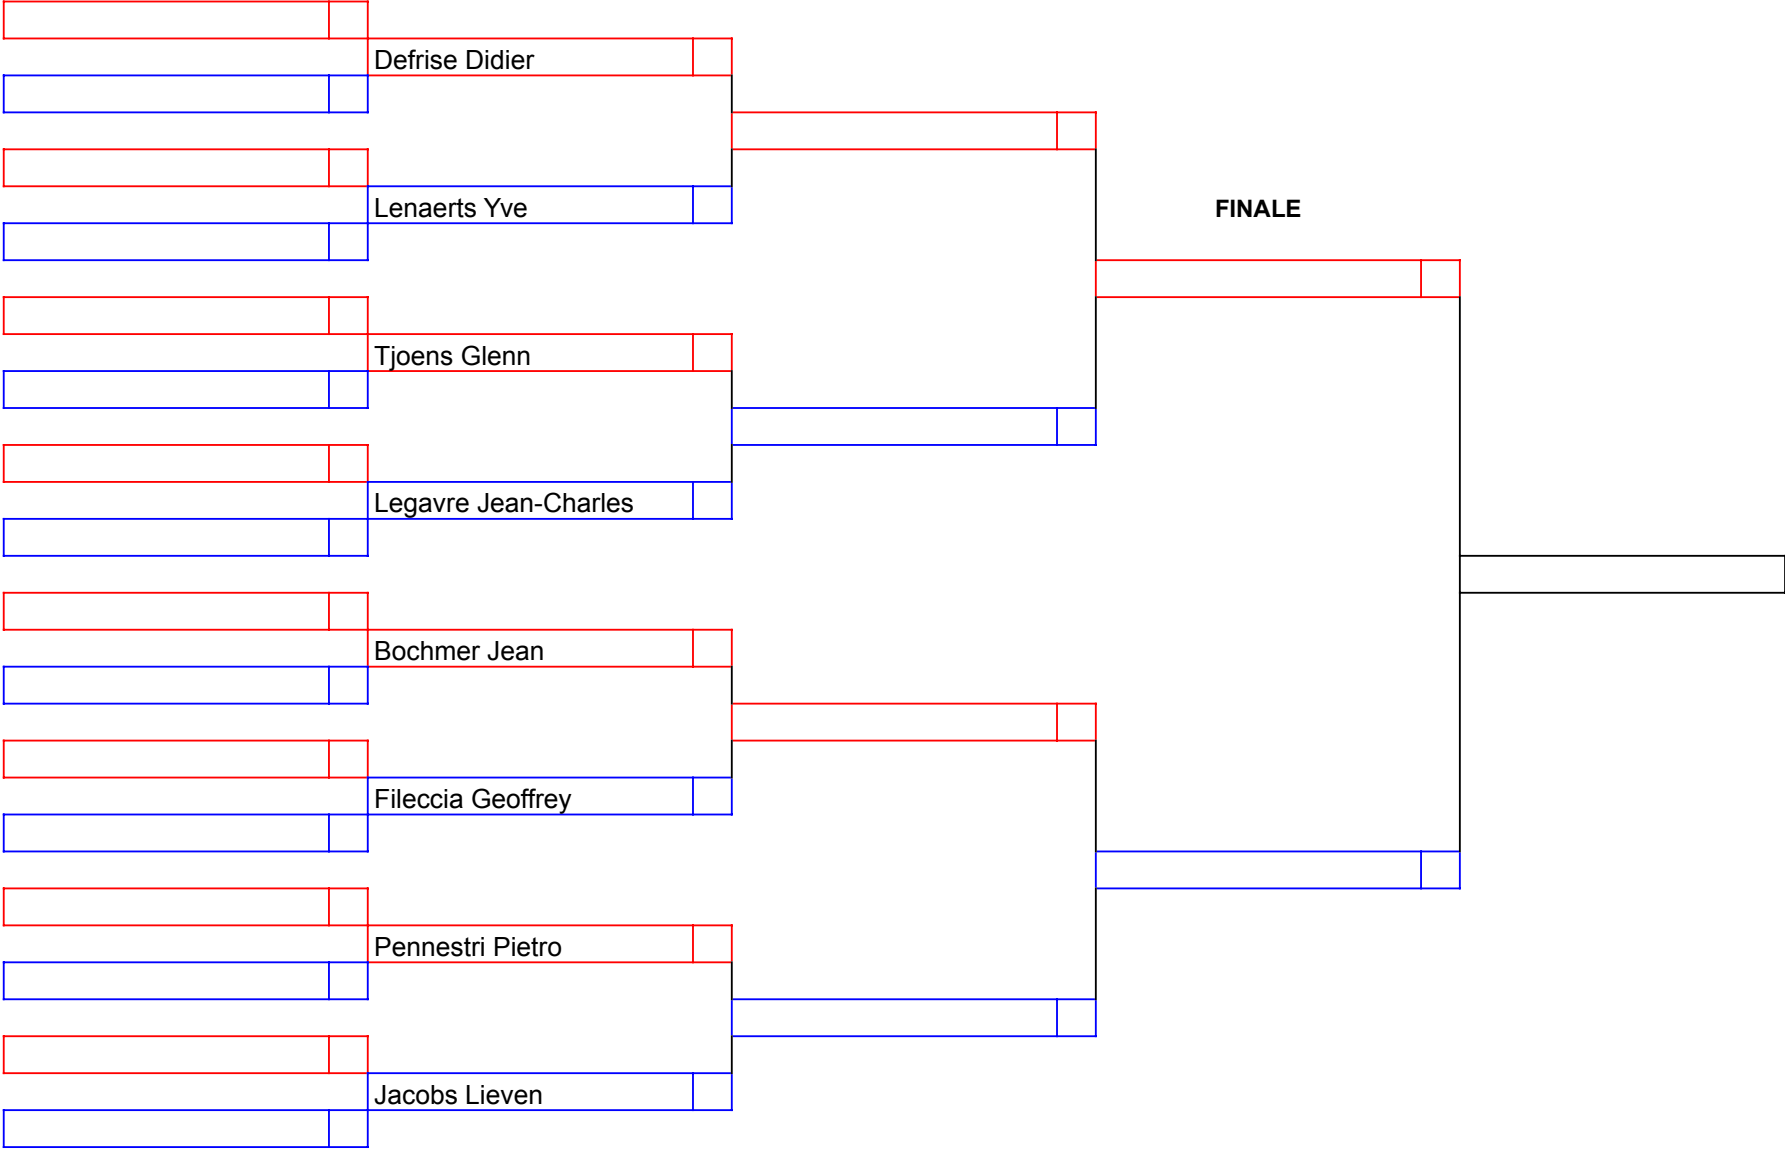 Defrise Didier
Lenaerts Yve
FINALE
Tjoens Glenn
Legavre Jean-Charles
Bochmer Jean
Fileccia Geoffrey
Pennestri Pietro
Jacobs Lieven